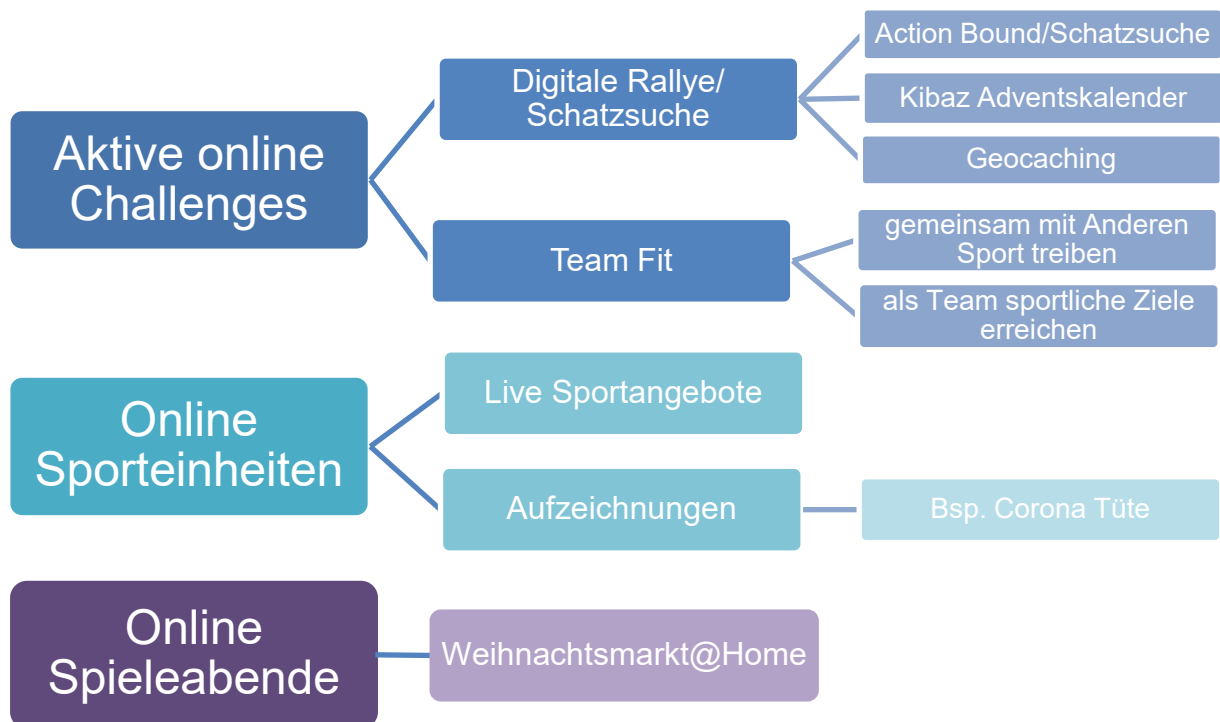 Aktive online
Challenges
Digitale Rallye/
Schatzsuche
Action Bound/Schatzsuche
Kibaz Adventskalender
Geocaching
Team Fit
gemeinsam mit Anderen
Sport treiben
als Team sportliche Ziele
erreichen
Online
Sporteinheiten
Live Sportangebote
Aufzeichnungen
Bsp. Corona Tüte
Online
Spieleabende
Weihnachtsmarkt@Home